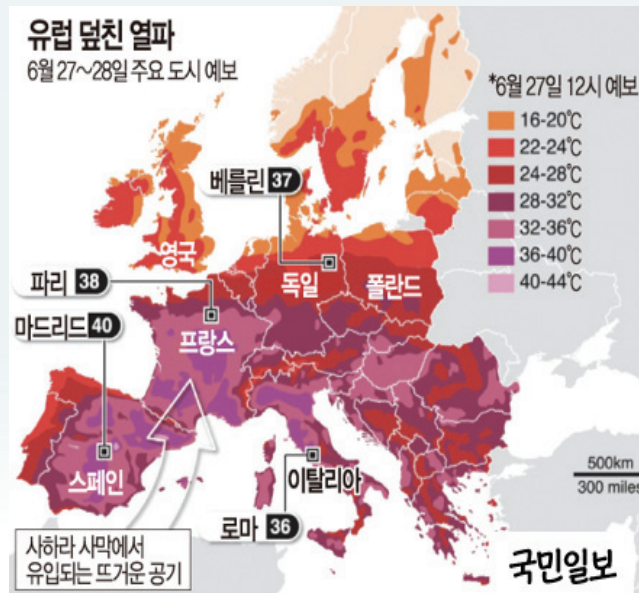 유럽 덮친 열파
6월 27~28일 주요 도시 예보
*6월 27일 12시 예보
16-20℃
22-24℃
24-28℃
28-32℃
32-36℃
36-40℃
40-44℃
베를린 37
영국
독일
폴란드
파리 38
마드리드 40
프랑스
스페인
이탈리아
로마 36
500km
300 miles
사하라 사막에서
유입되는 뜨거운 공기
국민일보